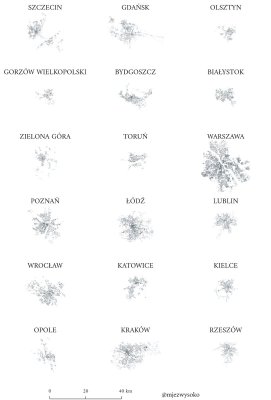 SZCZECIN GDAŃSK OLSZTYN
GORZÓW WIELKOPOLSKI BYDGOSZCZ BIAŁYSTOK
ZIELONA GÓRA TORUŃ WARSZAWA
POZNAŃ ŁÓDŹ LUBLIN
WROCŁAW KATOWICE KIELCE
OPOLE KRAKÓW RZESZÓW
0 20 40 km
@mjezwysoko